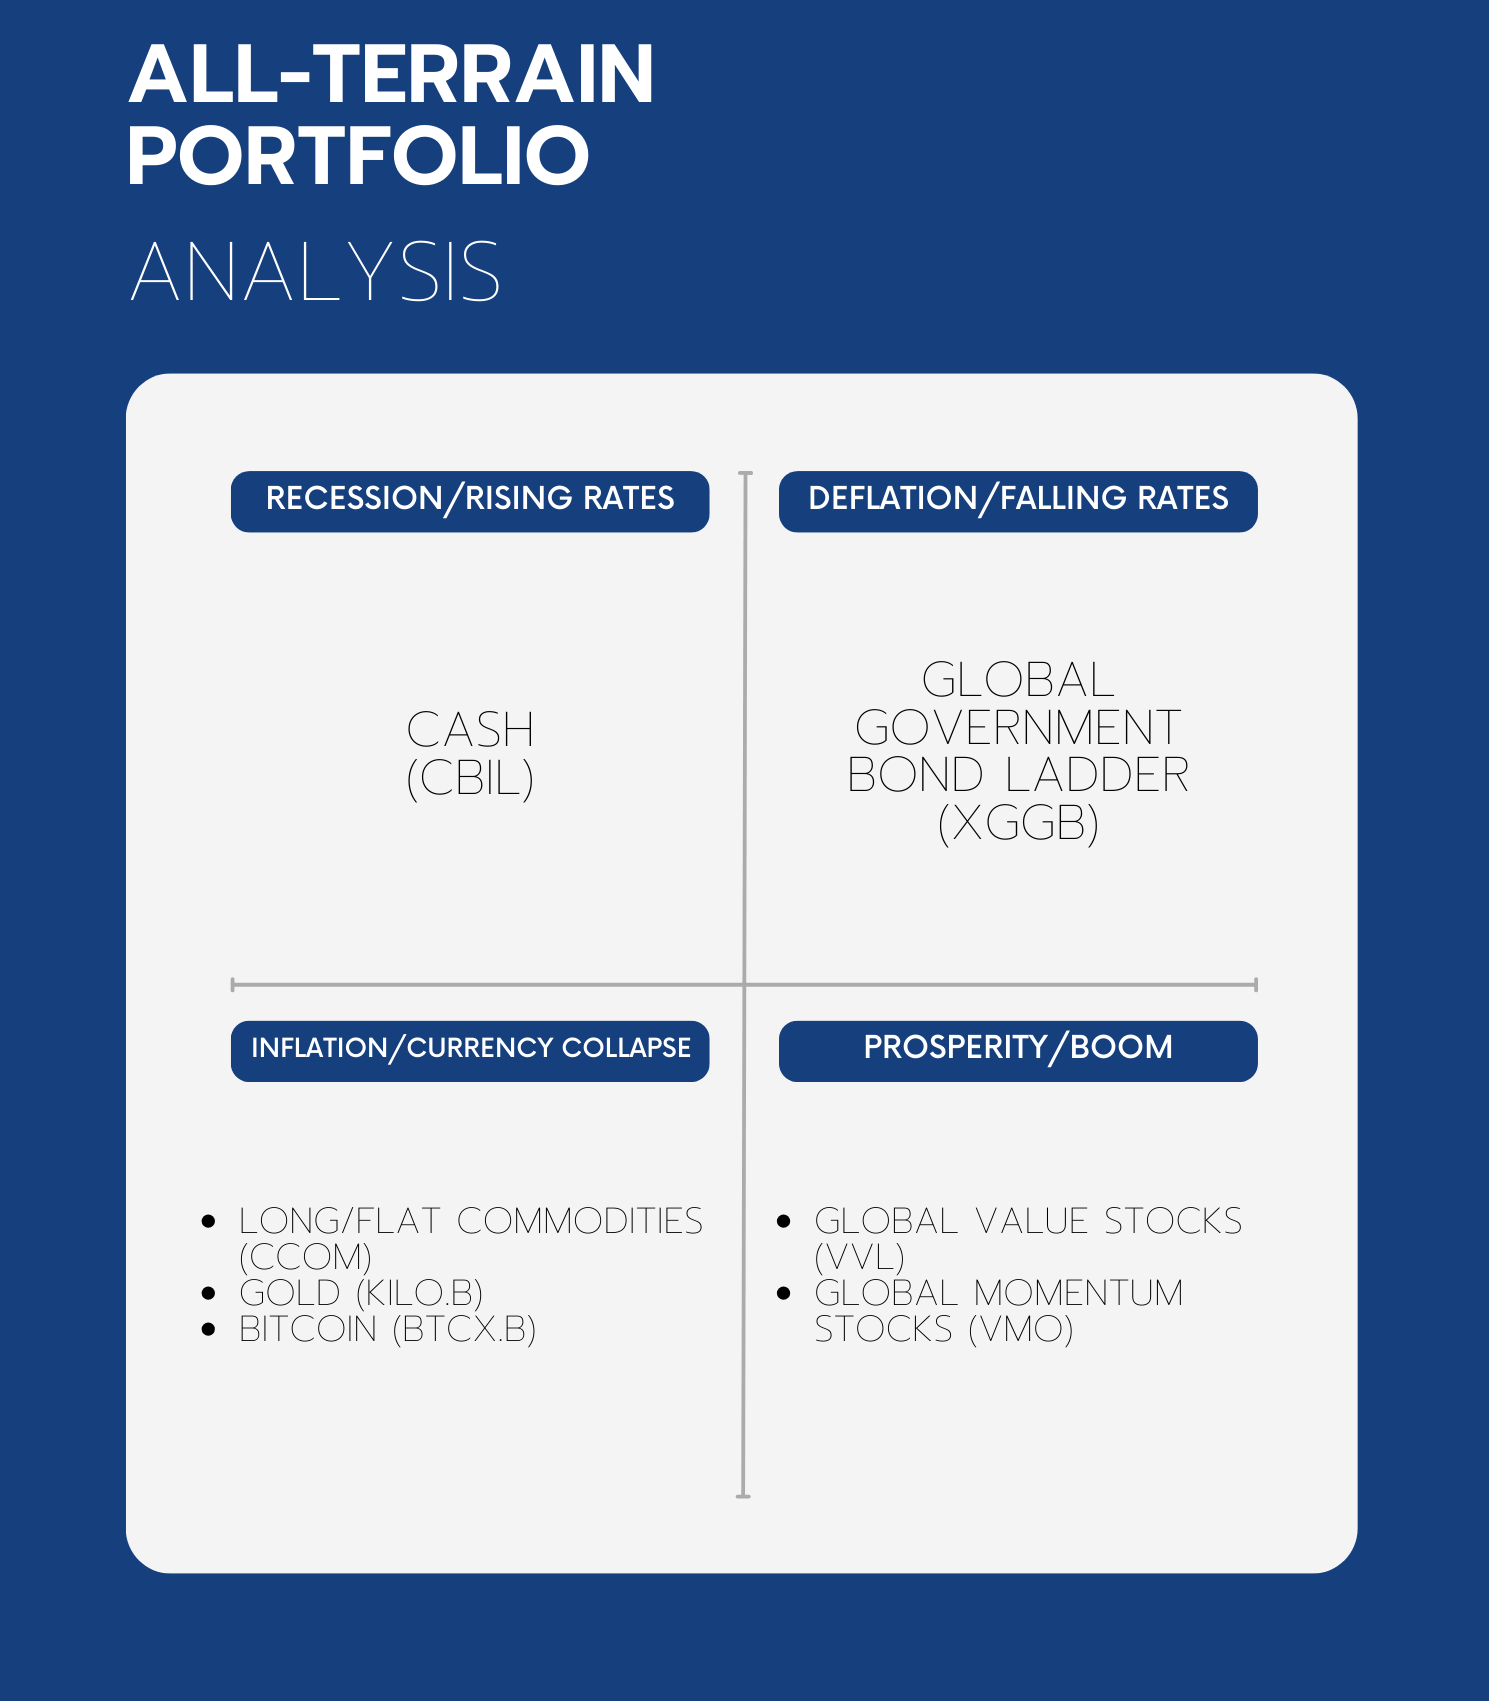 ALL-TERRAIN
PORTFOLIO
ANALYSIS
RECESSION/RISING RATES
CASH
(CBIL)
DEFLATION/FALLING RATES
GLOBAL
GOVERNMENT
BOND LADDER
(XGGB)
INFLATION/CURRENCY COLLAPSE
LONG/FLAT COMMODITIES
(CCOM)
GOLD (KILO.B)
BITCOIN (BTCX.B)
PROSPERITY/BOOM
GLOBAL VALUE STOCKS
(VVL)
GLOBAL MOMENTUM
STOCKS (VMO)